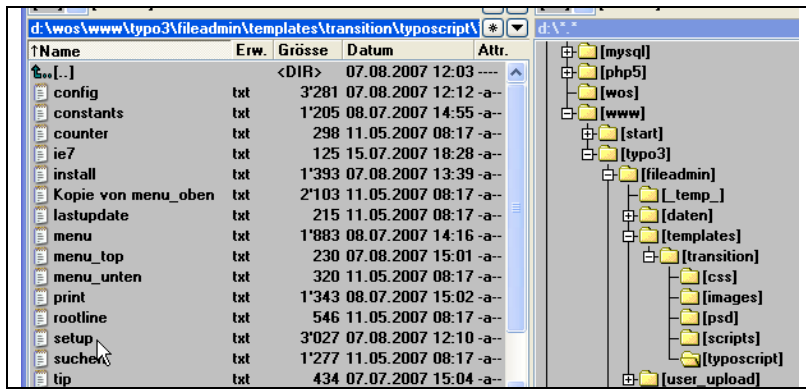 d:\wos\www\typo3\fileadmin\templates\transition\typoscript\
↑Name Erw. Grösse Datum Attr.
[..] <DIR> 07.08.2007 12:03 ----
config txt 3'281 07.08.2007 12:12 -a--
constants txt 1'205 08.07.2007 14:55 -a--
counter txt 298 11.05.2007 08:17 -a--
ie7 txt 125 15.07.2007 18:28 -a--
install txt 1'393 07.08.2007 13:39 -a--
Kopie von menu_oben txt 2'103 11.05.2007 08:17 -a--
lastupdate txt 215 11.05.2007 08:17 -a--
menu txt 1'883 08.07.2007 14:16 -a--
menu_top txt 230 07.08.2007 15:01 -a--
menu_unten txt 320 11.05.2007 08:17 -a--
print txt 1'343 08.07.2007 15:02 -a--
rootline txt 546 11.05.2007 08:17 -a--
setup txt 3'027 07.08.2007 12:10 -a--
suchen txt 1'277 11.05.2007 08:17 -a--
tip txt 434 07.07.2007 15:04 -a--
d:\*.*
[mysql]
[php5]
[wos]
[www]
[start]
[typo3]
[fileadmin]
[_temp_]
[daten]
[templates]
[transition]
[css]
[images]
[psd]
[scripts]
[typoscript]
[user_upload]